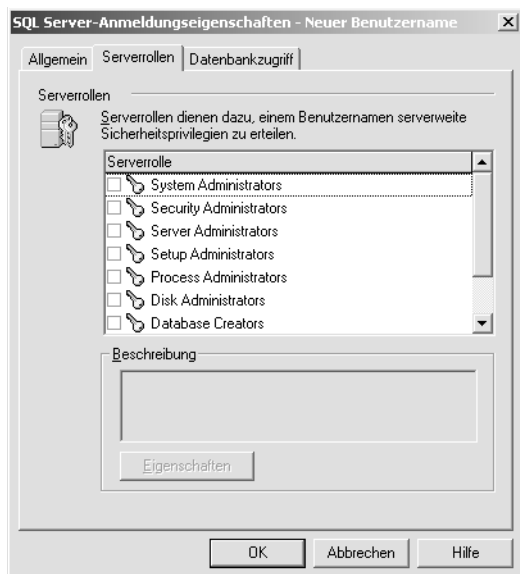 SQL Server-Anmeldungseigenschaften - Neuer Benutzername
Allgemein Serverrollen Datenbankzugriff
Serverrollen
Serverrollen dienen dazu, einem Benutzernamen serverweite
Sicherheitsprivilegien zu erteilen.
Serverrolle
System Administrators
Security Administrators
Server Administrators
Setup Administrators
Process Administrators
Disk Administrators
Database Creators
Beschreibung
Eigenschaften
OK Abbrechen Hilfe